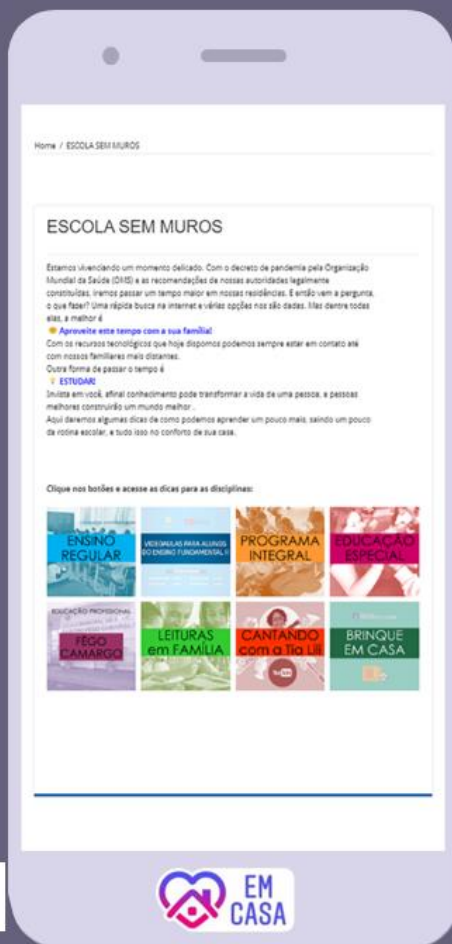 Home / ESCOLA SEM MUROS
ESCOLA SEM MUROS
Estamos vivenciando um momento delicado. Com o decreto de pandemia pela Organização
Mundial da Saúde (OMS) e as recomendações de nossas autoridades legalmente
constituídas, iremos passar um tempo maior em nossas residências. E então vem a pergunta,
o que fazer? Uma rápida busca na internet e várias opções nos são dadas. Mas dentre todas
elas, a melhor é
Aproveite este tempo com a sua família!
Com os recursos tecnológicos que hoje dispomos podemos sempre estar em contato até
com nossos familiares mais distantes.
Outra forma de passar o tempo é
ESTUDAR!
Invista em você, afinal conhecimento pode transformar a vida de uma pessoa, e pessoas
melhores construirão um mundo melhor .
Aqui daremos algumas dicas de como podemos aprender um pouco mais, saindo um pouco
da rotina escolar, e tudo isso no conforto de sua casa.
Clique nos botões e acesse as dicas para as disciplinas:
ENSINO
REGULAR
VIDEOAULAS PARA ALUNOS
DO ENSINO FUNDAMENTAL II
PROGRAMA
INTEGRAL
EDUCAÇÃO
ESPECIAL
EDUCAÇÃO PROFISSIONAL
FÊGO
CAMARGO
LEITURAS
em FAMÍLIA
CANTANDO
com a Tia Lili
YouTube
BRINQUE
EM CASA
EM
CASA